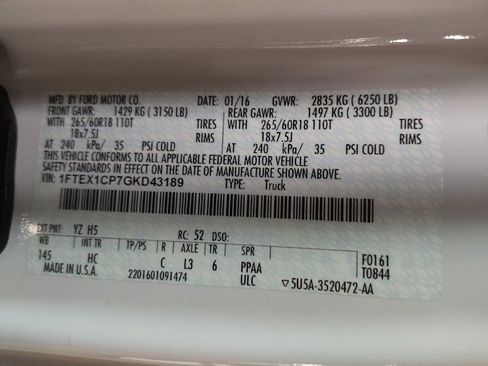 MFD. BY FORD MOTOR CO. DATE: 01/16 GVWR: 2835 KG ( 6250 LB)
FRONT GAWR: 1429 KG ( 3150 LB) REAR GAWR: 1497 KG ( 3300 LB)
265/60R18 110T TIRES 265/60R18 110T TIRES
18x7.5J RIMS 18x7.5J RIMS
AT 240 kPa/ 35 PSI COLD AT 240 kPa/ 35 PSI COLD
THIS VEHICLE CONFORMS TO ALL APPLICABLE FEDERAL MOTOR VEHICLE
SAFETY STANDARDS IN EFFECT ON THE DATE OF MANUFACTURE SHOWN ABOVE.
VIN: 1FTEX1CP7GKD43189 TYPE: Truck
EXT PNT: YZ H5 RC: 52 DSO:
WB INT TR TP/PS R AXLE TR SPR F0161
145 HC C L3 6 PPAA T0844
MADE IN U.S.A. 2201601091474 ULC ▽5U5A-3520472-AA